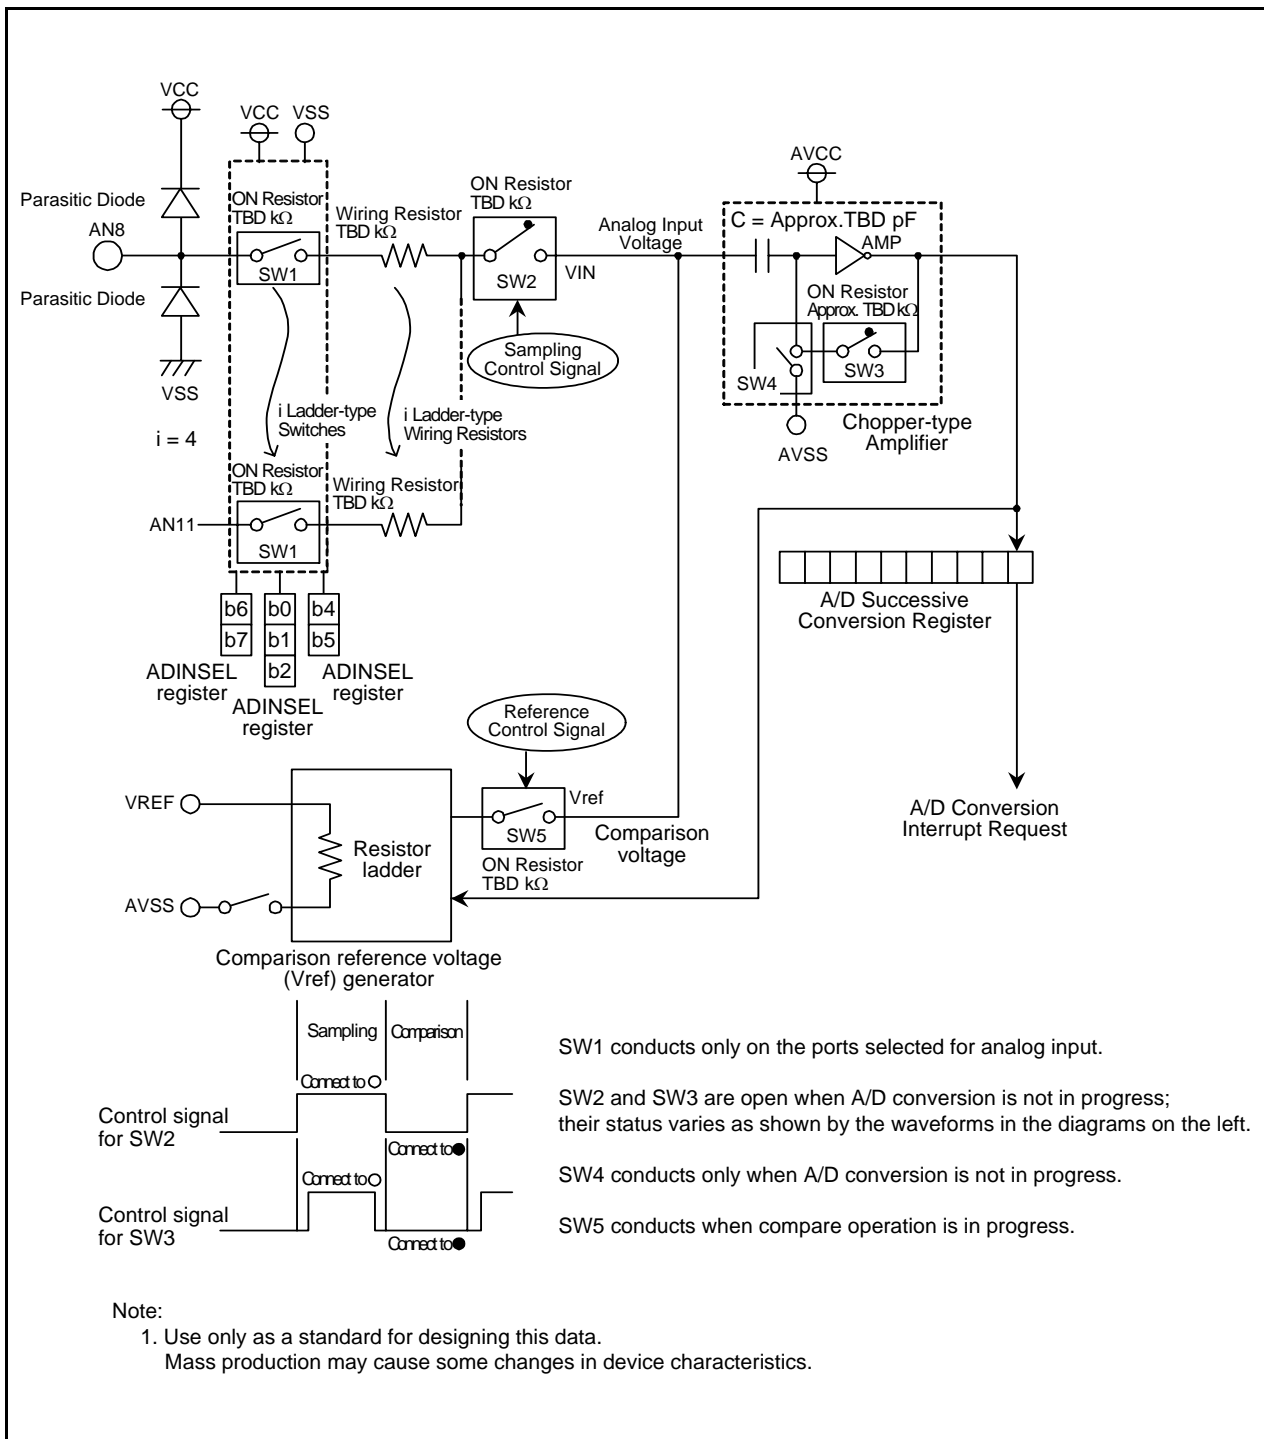 VCC
VCC
VSS
AVCC
Parasitic Diode
AN8
Parasitic Diode
VSS
i = 4
ON Resistor
TBD kΩ
SW1
Wiring Resistor
TBD kΩ
ON Resistor
TBD kΩ
SW2
VIN
Analog Input
Voltage
Sampling
Control Signal
C = Approx.TBD pF
AMP
ON Resistor
Approx. TBD kΩ
SW3
SW4
AVSS
Chopper-type
Amplifier
i Ladder-type
Switches
i Ladder-type
Wiring Resistors
ON Resistor
TBD kΩ
AN11
SW1
Wiring Resistor
TBD kΩ
b6
b7
b0
b1
b2
b4
b5
ADINSEL
register
ADINSEL
register
ADINSEL
register
A/D Successive
Conversion Register
A/D Conversion
Interrupt Request
Reference
Control Signal
VREF
AVSS
Resistor
ladder
Vref
SW5
ON Resistor
TBD kΩ
Comparison
voltage
Comparison reference voltage
(Vref) generator
Sampling
Comparison
Connect to
Control signal
for SW2
Connect to
Connect to
Control signal
for SW3
Connect to
SW1 conducts only on the ports selected for analog input.
SW2 and SW3 are open when A/D conversion is not in progress;
their status varies as shown by the waveforms in the diagrams on the left.
SW4 conducts only when A/D conversion is not in progress.
SW5 conducts when compare operation is in progress.
Note:
1. Use only as a standard for designing this data.
Mass production may cause some changes in device characteristics.